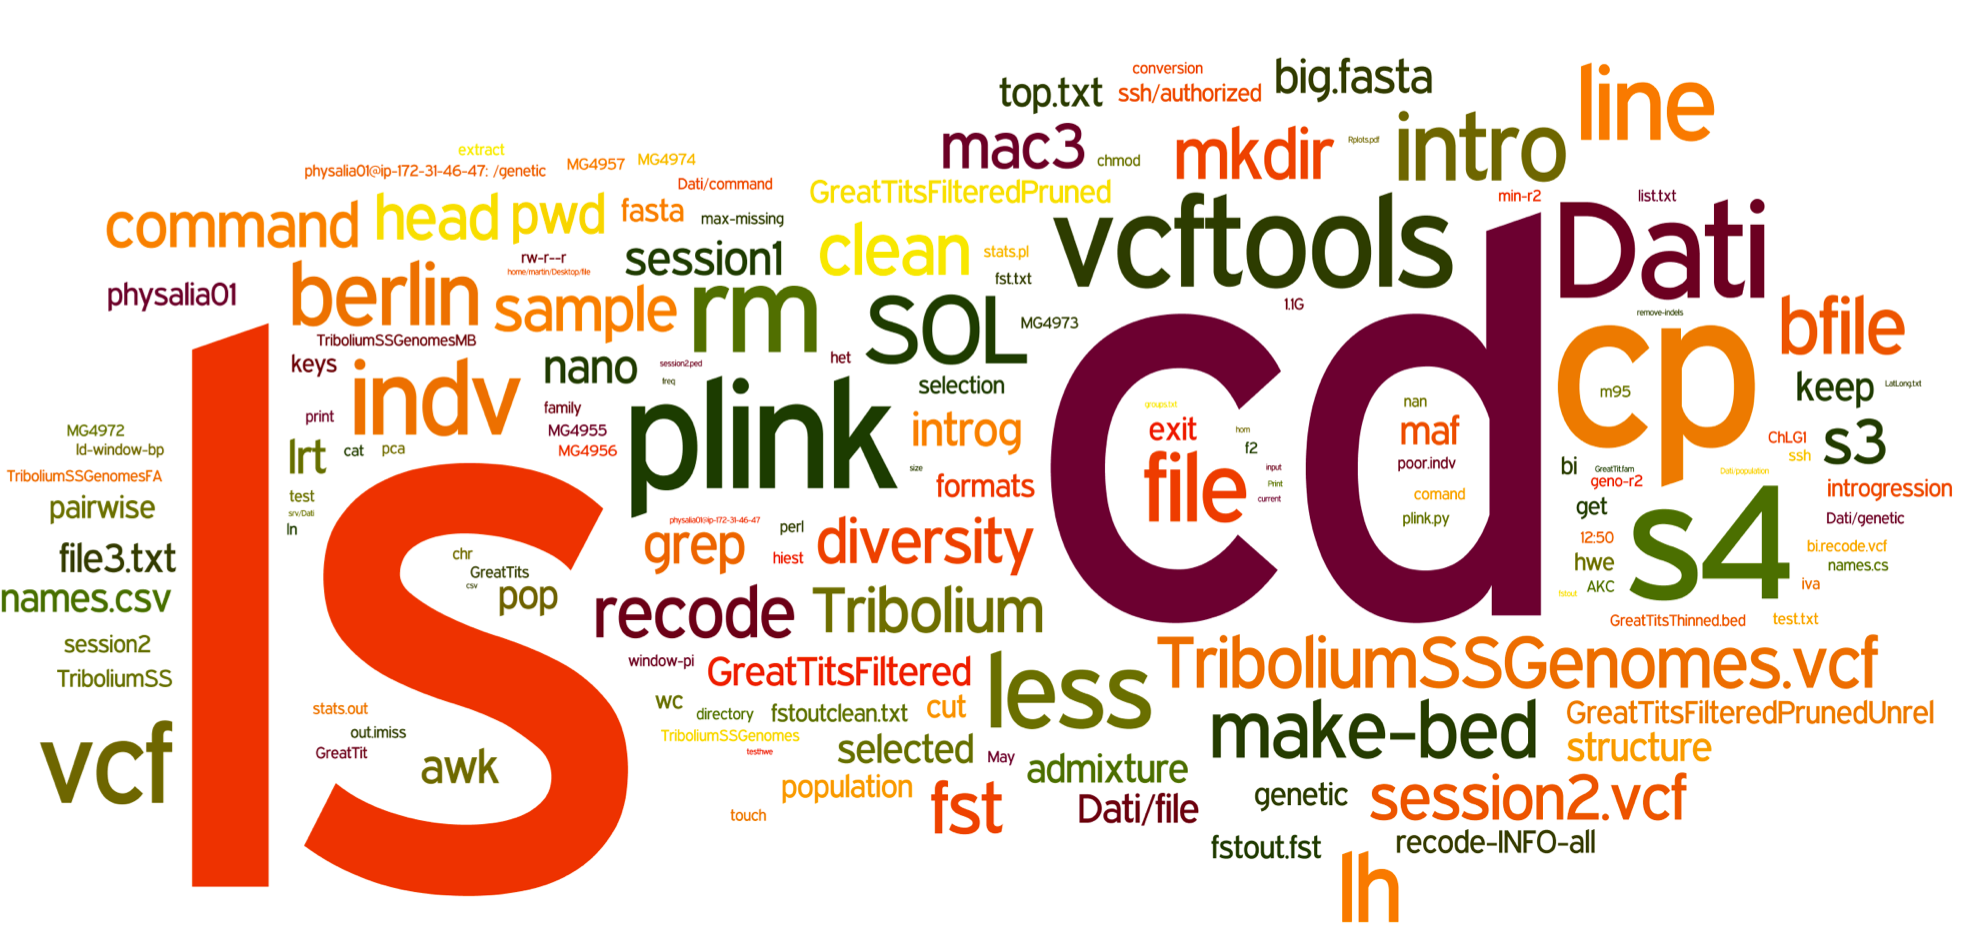 conversion
top.txt
ssh/authorized
big.fasta
line
mac3
chmod
mkdir
Rplots.pdf
intro
extract
physalia01@ip-172-31-46-47: /genetic
MG4957
MG4974
Dati/command
GreatTitsFilteredPruned
min-r2
list.txt
command
head
pwd
fasta
max-missing
session1
clean
stats.pl
vcftools
Dati
rw-r--r
home/martin/Desktop/file
fst.txt
physalia01
berlin
sample
rm
SOL
MG4973
1.1G
remove-indels
bfile
TriboliumSSGenomesMB
keys
indv
nano
session2.ped
freq
het
selection
cd
cp
m95
keep
LatLong.txt
print
family
MG4955
MG4956
plink
introg
groups.txt
exit
hom
f2
nan
maf
poor.indv
ChLG1
ssh
s3
MG4972
ld-window-bp
lrt
cat
pca
size
formats
file
input
Print
current
comand
plink.py
bi
GreatTit.fam
geno-r2
Dati/population
TriboliumSSGenomesFA
pairwise
test
srv/Dati
ln
ls
physalia01@ip-172-31-46-47
grep
perl
hiest
diversity
get
12:50
hwe
s4
introgression
Dati/genetic
bi.recode.vcf
names.cs
iva
file3.txt
names.csv
chr
GreatTits
csv
pop
recode
Tribolium
fstout
AKC
GreatTitsThinned.bed
test.txt
session2
TriboliumSS
window-pi
GreatTitsFiltered
less
TriboliumSSGenomes.vcf
vcf
stats.out
out.imiss
GreatTit
awk
wc
directory
fstoutclean.txt
cut
TriboliumSSGenomes
testhwe
selected
May
admixture
make-bed
GreatTitsFilteredPrunedUnrel
structure
population
touch
fst
Dati/file
genetic
session2.vcf
fstout.fst
recode-INFO-all
lh